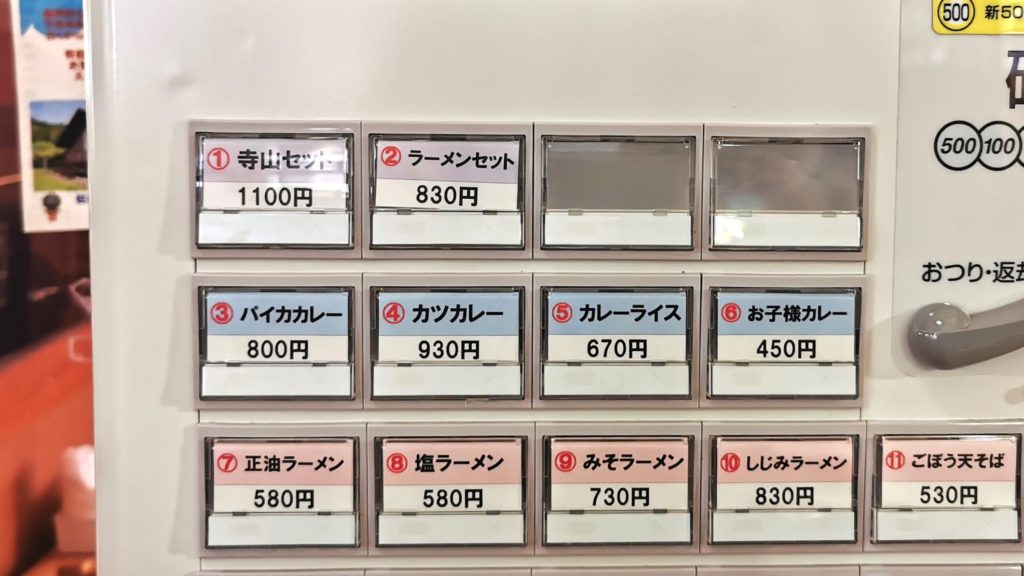 500 新50
① 寺山セット
1100円
② ラーメンセット
830円
500 100
おつり・返却
③ パイカカレー
800円
④ カツカレー
930円
⑤ カレーライス
670円
⑥ お子様カレー
450円
⑦ 正油ラーメン
580円
⑧ 塩ラーメン
580円
⑨ みそラーメン
730円
⑩ しじみラーメン
830円
⑪ ごぼう天そば
530円